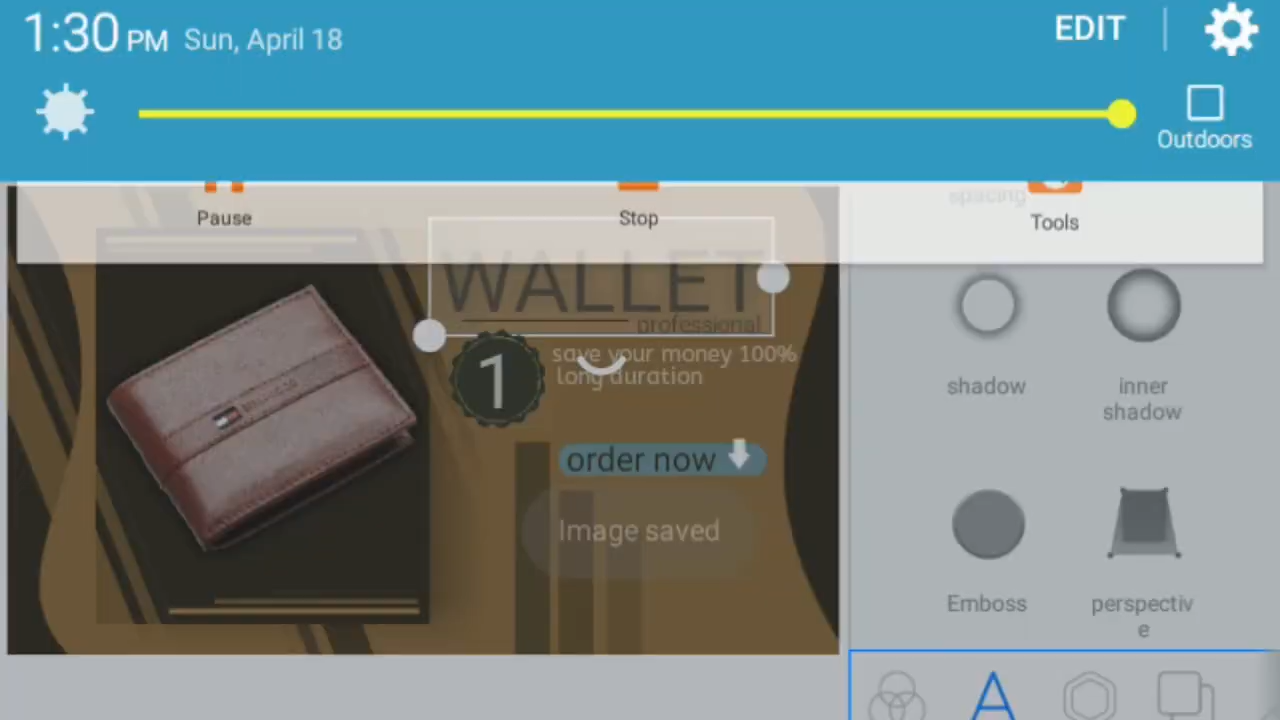 1:30 PM Sun, April 18
EDIT
Outdoors
spacing
Pause
Stop
Tools
WALLET
professional
save your money 100%
long duration
1
order now
Image saved
shadow
inner
shadow
Emboss
perspectiv
e
A